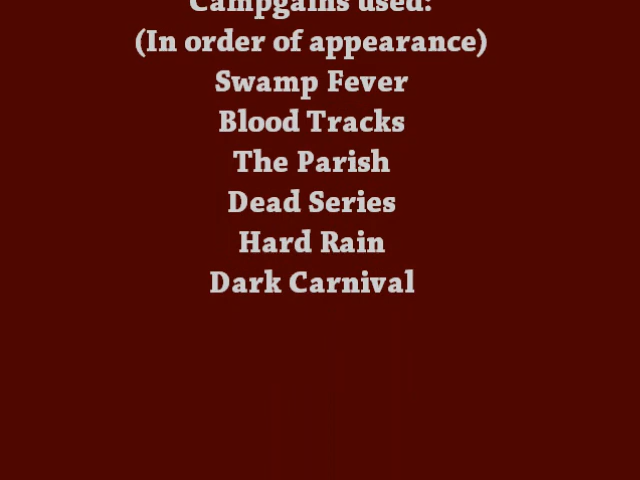 Campgains used:
(In order of appearance)
Swamp Fever
Blood Tracks
The Parish
Dead Series
Hard Rain
Dark Carnival